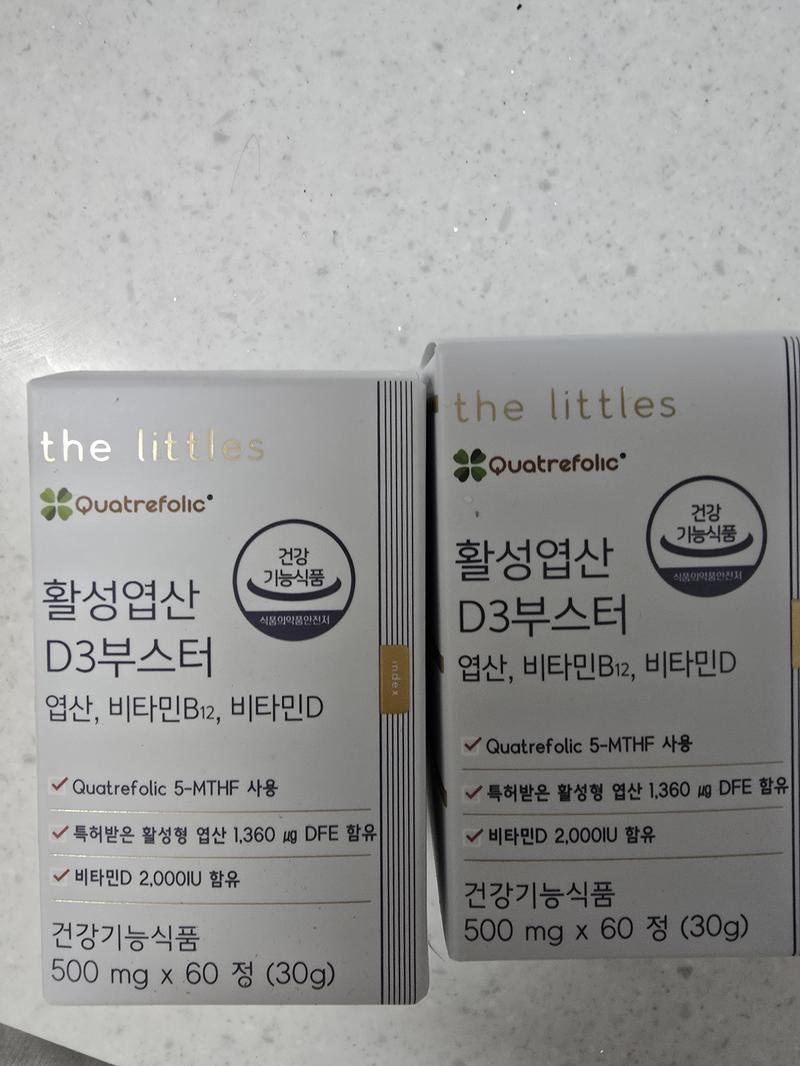 the littles
Quatrefolic
건강
기능식품
식품의약품안전처
활성엽산
D3부스터
엽산, 비타민B12, 비타민D
index
Quatrefolic 5-MTHF 사용
특허받은 활성형 엽산 1,360 ㎍ DFE 함유
비타민D 2,000IU 함유
건강기능식품
500 mg x 60 정 (30g)
the littles
Quatrefolic
건강
기능식품
식품의약품안전처
활성엽산
D3부스터
엽산, 비타민B12, 비타민D
Quatrefolic 5-MTHF 사용
특허받은 활성형 엽산 1,360 ㎍ DFE 함유
비타민D 2,000IU 함유
건강기능식품
500 mg x 60 정 (30g)